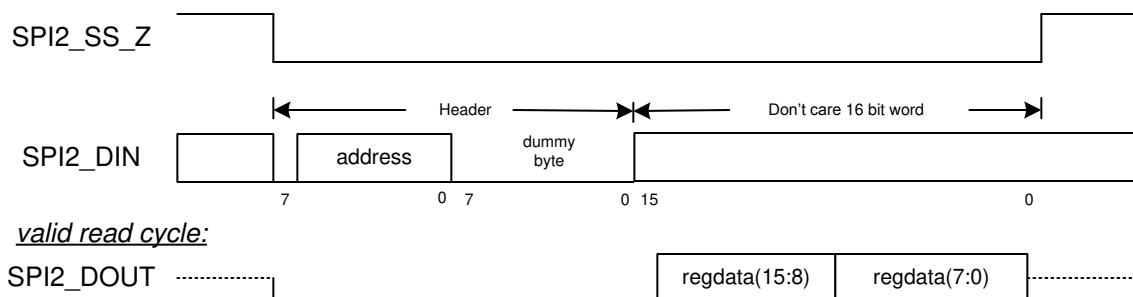 SPI2_SS_Z
Header
Don't care 16 bit word
SPI2_DIN
address
dummy
byte
7
0
7
0
15
0
valid read cycle:
SPI2_DOUT
regdata(15:8)
regdata(7:0)